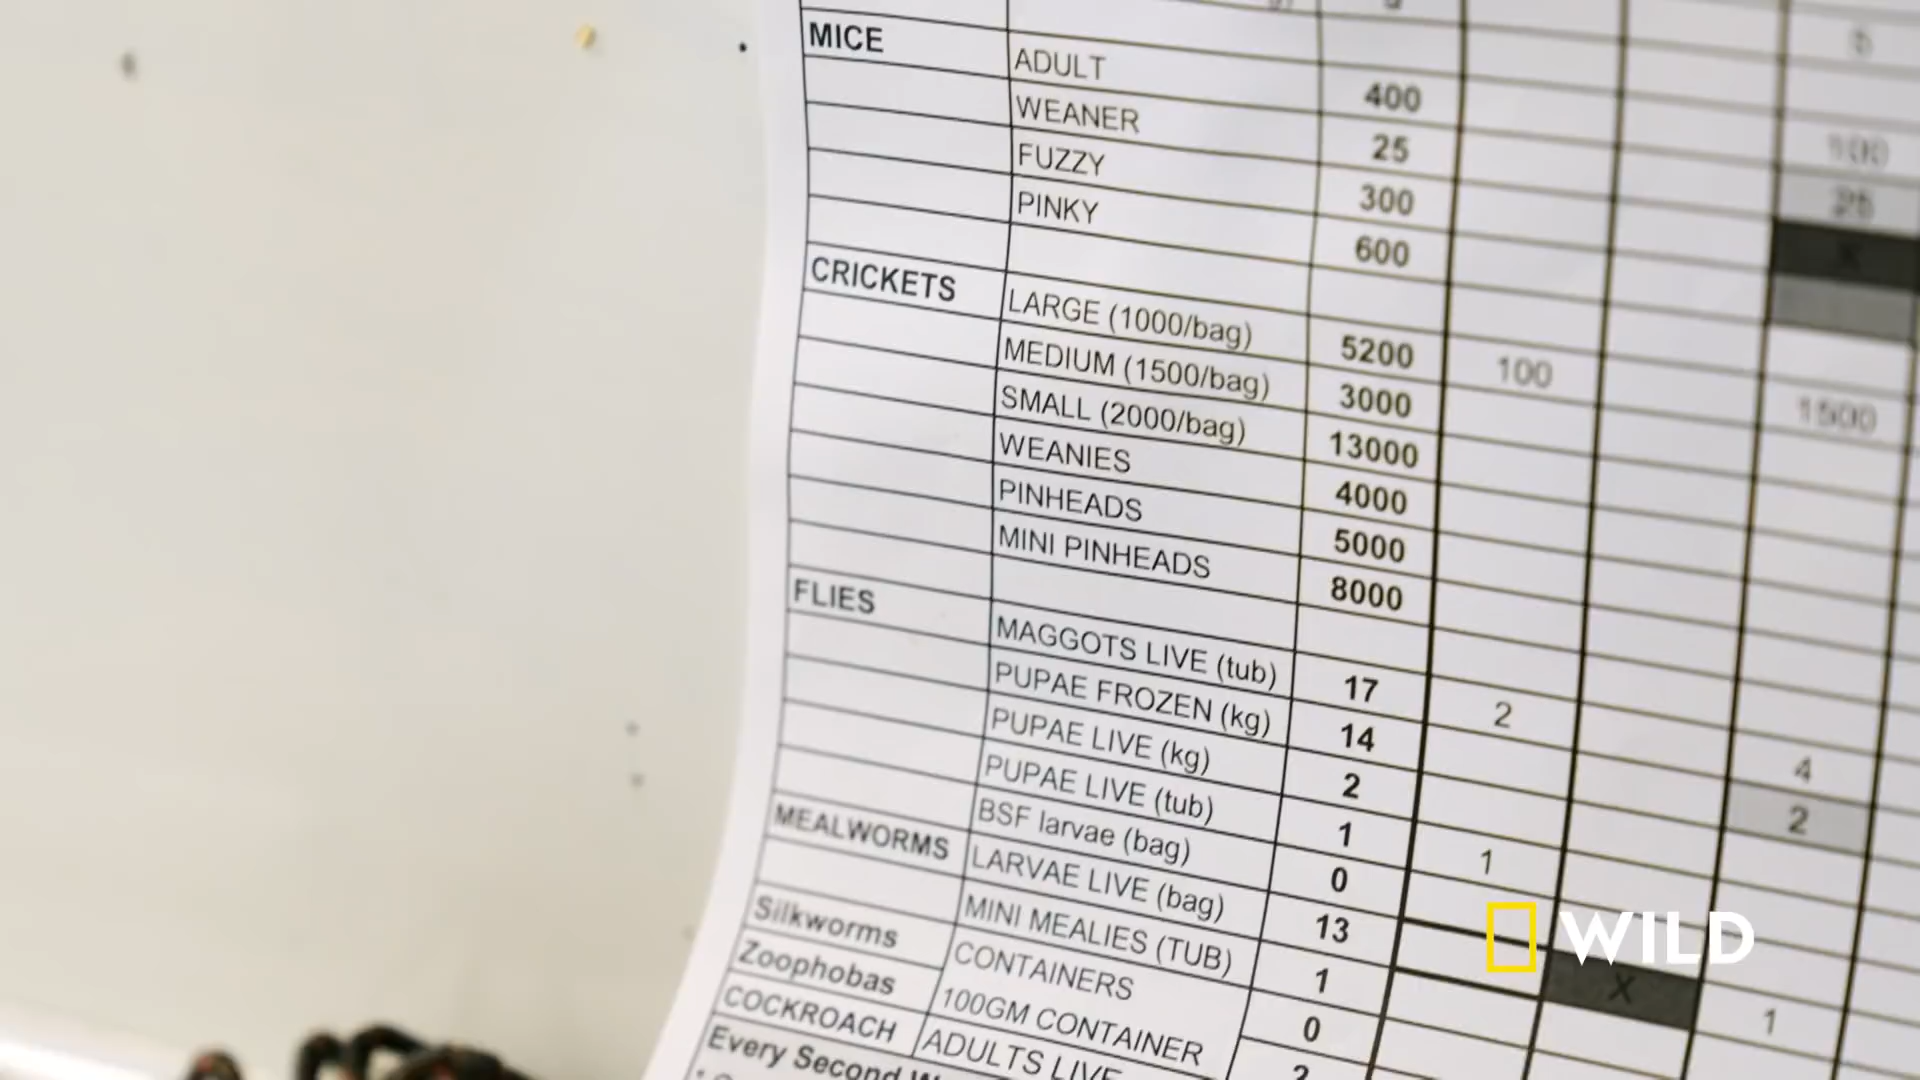 5
MICE ADULT 400 100
WEANER 25 25
FUZZY 300 X
PINKY 600
CRICKETS LARGE (1000/bag) 5200 100 1500
MEDIUM (1500/bag) 3000
SMALL (2000/bag) 13000
WEANIES 4000
PINHEADS 5000
MINI PINHEADS 8000
FLIES MAGGOTS LIVE (tub) 17 2 4
PUPAE FROZEN (kg) 14 2
PUPAE LIVE (kg) 2
PUPAE LIVE (tub) 1 1
BSF larvae (bag) 0
MEALWORMS LARVAE LIVE (bag) 13 X 1
MINI MEALIES (TUB) 1
Silkworms CONTAINERS 0
Zoophobas 100GM CONTAINER 2
COCKROACH ADULTS LIVE
Every Second
WILD